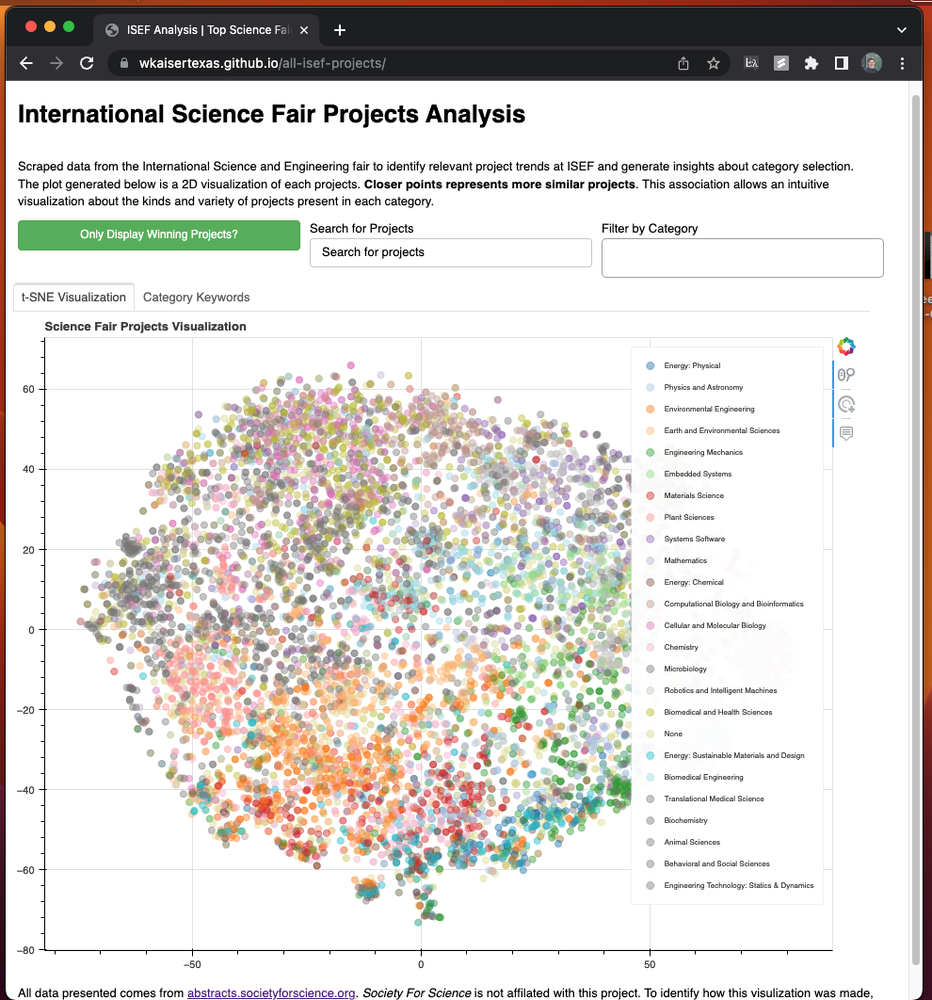 ISEF Analysis | Top Science Fai
wkaisertexas.github.io/all-isef-projects/
International Science Fair Projects Analysis
Scraped data from the International Science and Engineering fair to identify relevant project trends at ISEF and generate insights about category selection.
The plot generated below is a 2D visualization of each projects. Closer points represents more similar projects. This association allows an intuitive
visualization about the kinds and variety of projects present in each category.
Only Display Winning Projects?
Search for Projects
Search for projects
Filter by Category
t-SNE Visualization
Category Keywords
Science Fair Projects Visualization
60
40
20
0
−20
−40
−60
−80
−50
0
50
Energy: Physical
Physics and Astronomy
Environmental Engineering
Earth and Environmental Sciences
Engineering Mechanics
Embedded Systems
Materials Science
Plant Sciences
Systems Software
Mathematics
Energy: Chemical
Computational Biology and Bioinformatics
Cellular and Molecular Biology
Chemistry
Microbiology
Robotics and Intelligent Machines
Biomedical and Health Sciences
None
Energy: Sustainable Materials and Design
Biomedical Engineering
Translational Medical Science
Biochemistry
Animal Sciences
Behavioral and Social Sciences
Engineering Technology: Statics & Dynamics
All data presented comes from abstracts.societyforscience.org. Society For Science is not affilated with this project. To identify how this visulization was made,